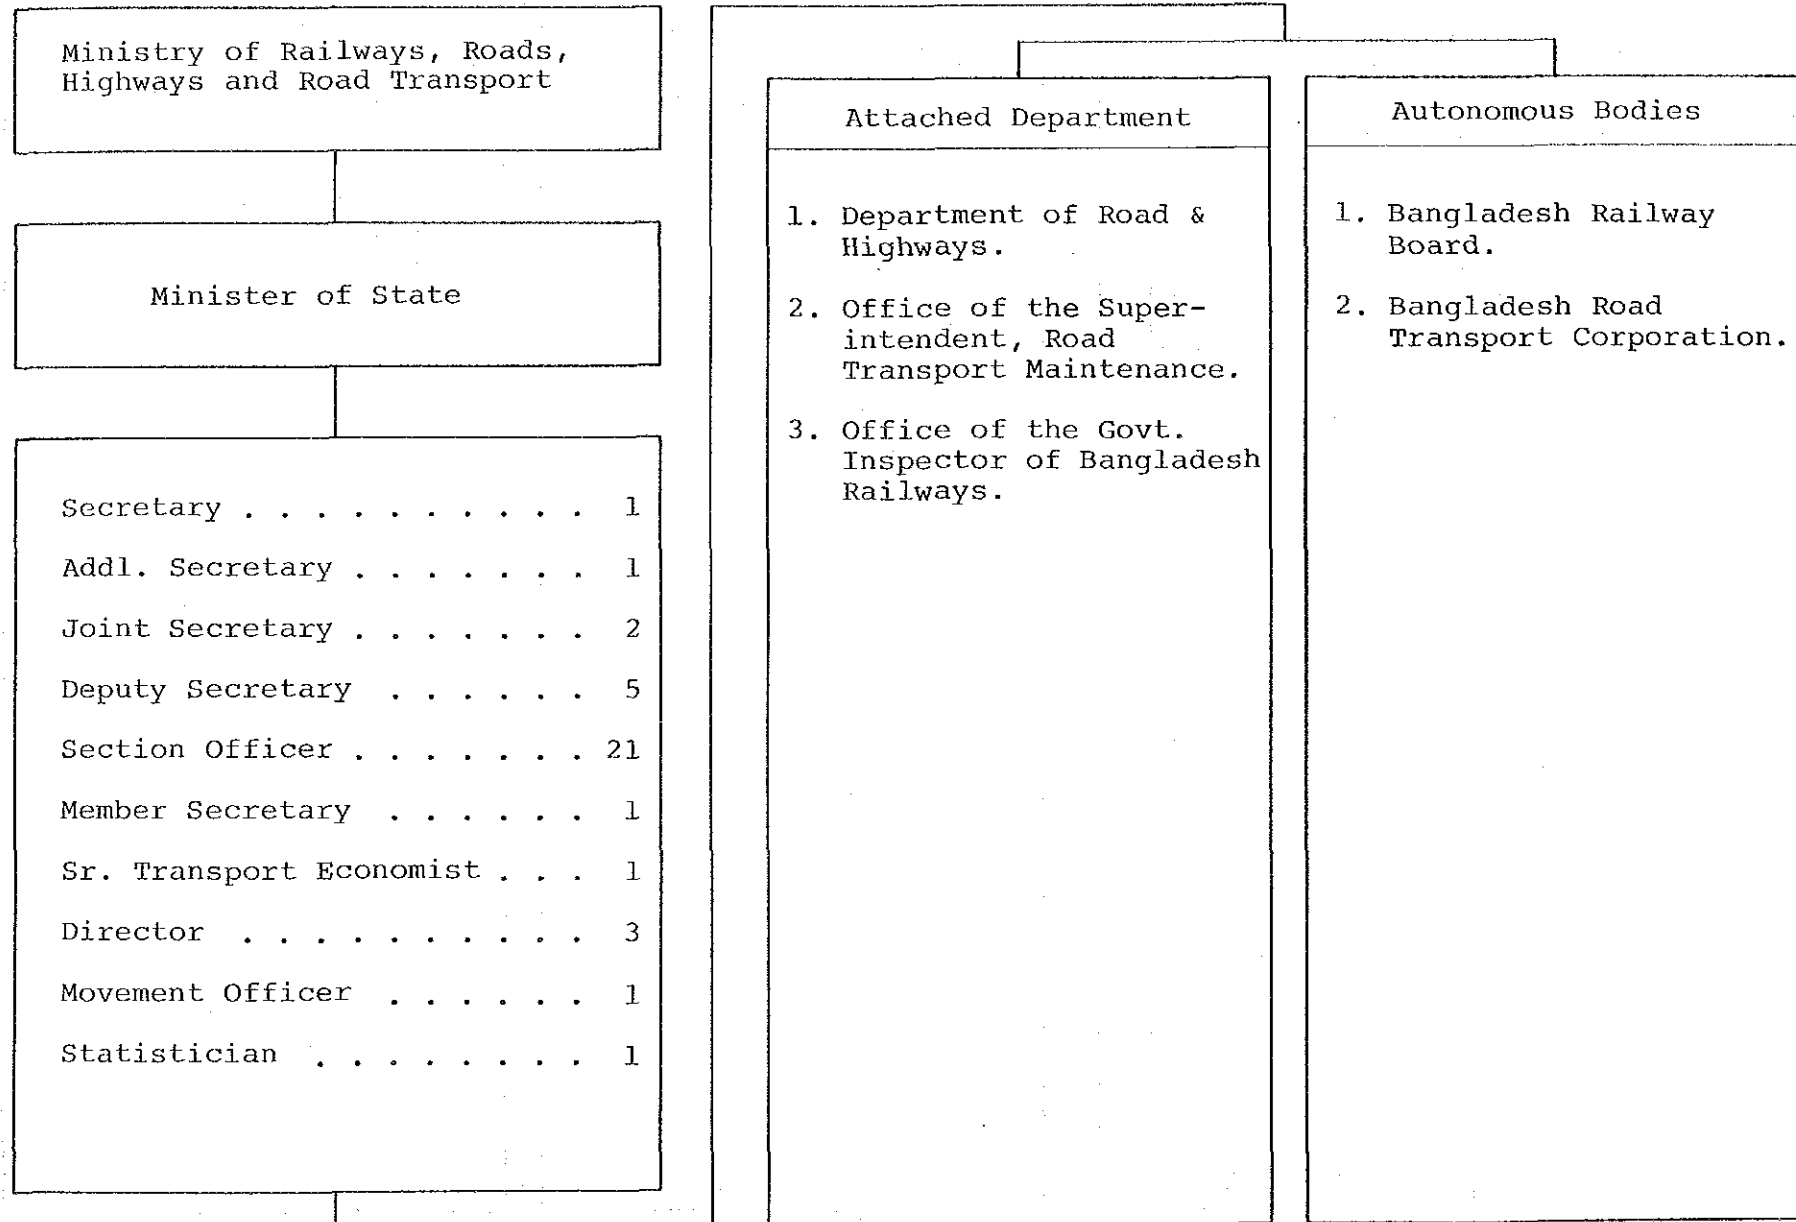 Ministry of Railways, Roads,
Highways and Road Transport
Minister of State
Secretary . . . . . . . . . . 1
Addl. Secretary . . . . . . . 1
Joint Secretary . . . . . . . 2
Deputy Secretary . . . . . . 5
Section Officer . . . . . . . 21
Member Secretary . . . . . . 1
Sr. Transport Economist . . . 1
Director . . . . . . . . . . 3
Movement Officer . . . . . . 1
Statistician . . . . . . . . 1
Attached Department
1. Department of Road &
Highways.
2. Office of the Super-
intendent, Road
Transport Maintenance.
3. Office of the Govt.
Inspector of Bangladesh
Railways.
Autonomous Bodies
1. Bangladesh Railway
Board.
2. Bangladesh Road
Transport Corporation.